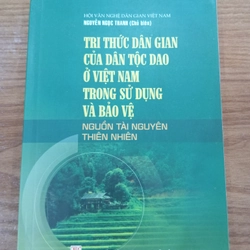 HỘI VĂN NGHỆ DÂN GIAN VIỆT NAM
NGUYỄN NGỌC THANH (Chủ biên)
TRI THỨC DÂN GIAN
CỦA DÂN TỘC DAO
Ở VIỆT NAM
TRONG SỬ DỤNG
VÀ BẢO VỆ
NGUỒN TÀI NGUYÊN
THIÊN NHIÊN